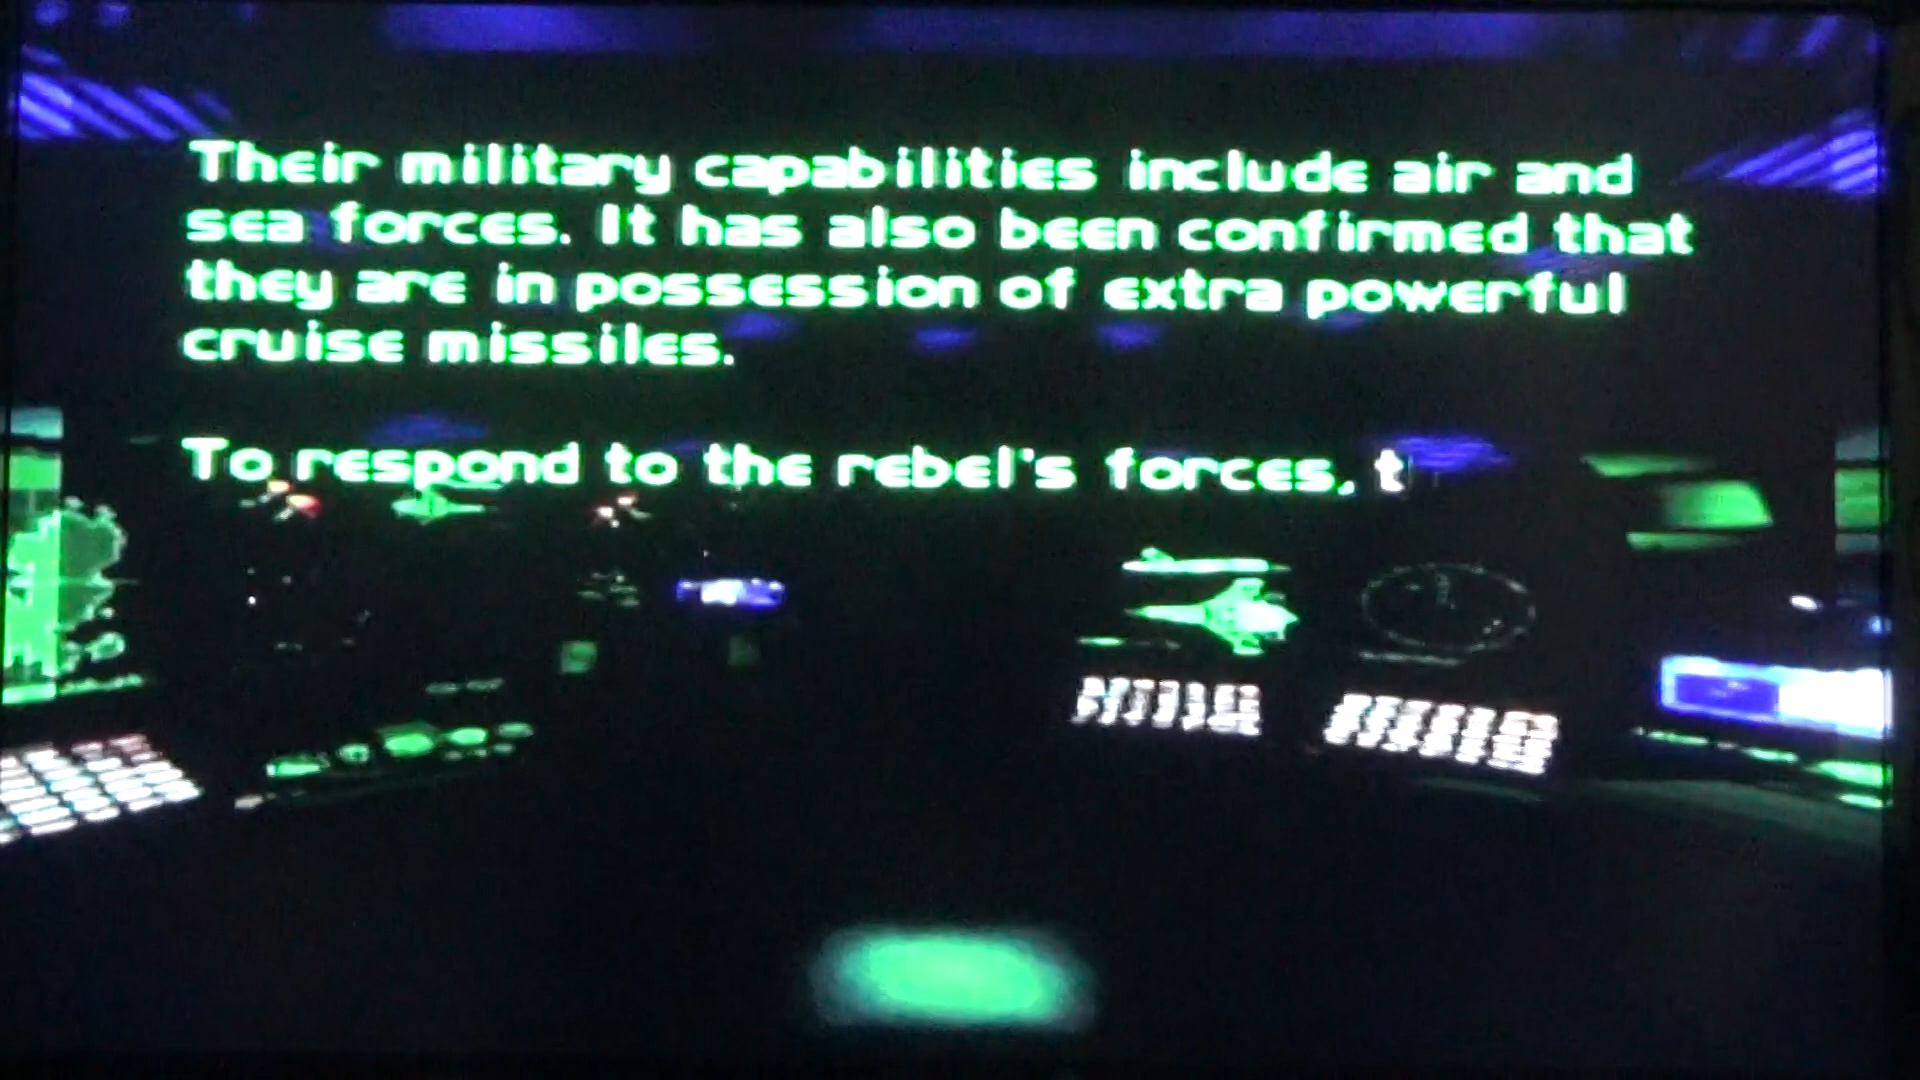 Their military capabilities include air and
sea forces. It has also been confirmed that
they are in possession of extra powerful
cruise missiles.
To respond to the rebel's forces, t